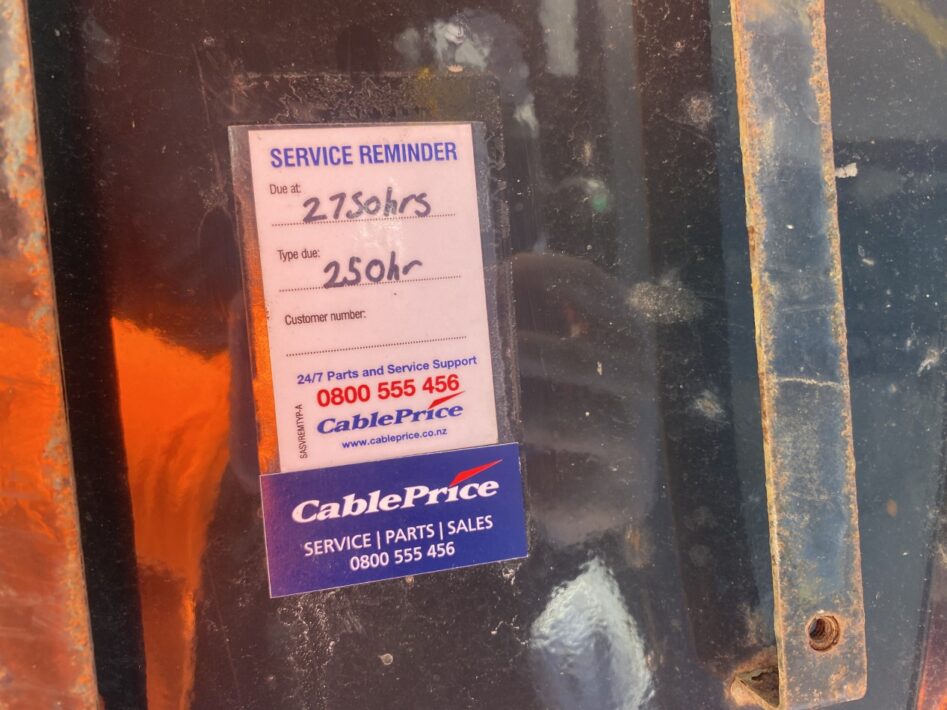 SERVICE REMINDER
Due at:
2750hrs
Type due:
250hr
Customer number:
24/7 Parts and Service Support
0800 555 456
CablePrice
www.cableprice.co.nz
SASVREMTYP-A
CablePrice
SERVICE | PARTS | SALES
0800 555 456